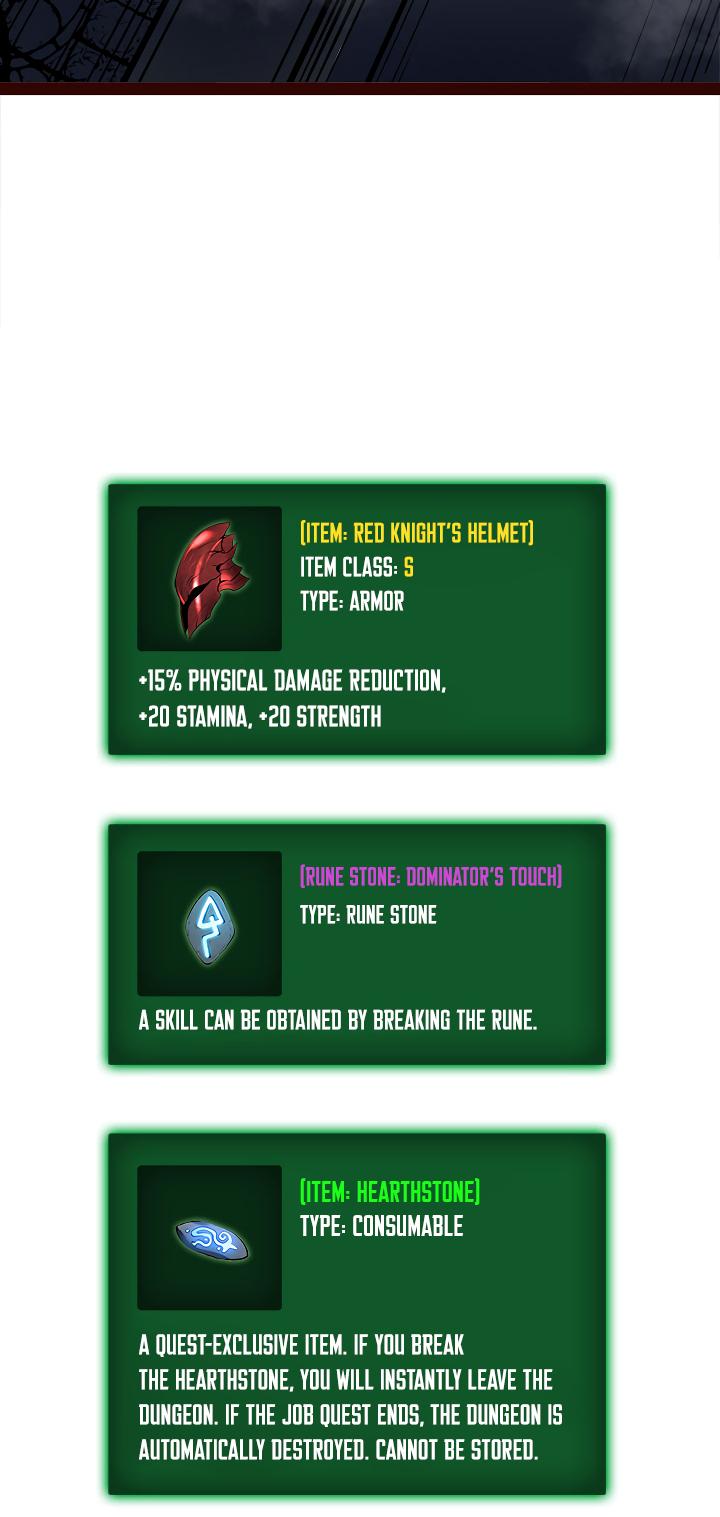 [ITEM: RED KNIGHT'S HELMET]
ITEM CLASS: S
TYPE: ARMOR
+15% PHYSICAL DAMAGE REDUCTION,
+20 STAMINA, +20 STRENGTH
[RUNE STONE: DOMINATOR'S TOUCH]
TYPE: RUNE STONE
A SKILL CAN BE OBTAINED BY BREAKING THE RUNE.
[ITEM: HEARTHSTONE]
TYPE: CONSUMABLE
A QUEST-EXCLUSIVE ITEM. IF YOU BREAK
THE HEARTHSTONE, YOU WILL INSTANTLY LEAVE THE
DUNGEON. IF THE JOB QUEST ENDS, THE DUNGEON IS
AUTOMATICALLY DESTROYED. CANNOT BE STORED.